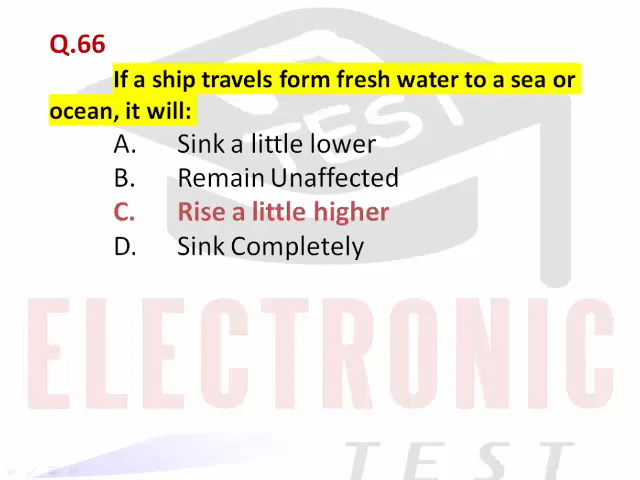 Q.66
If a ship travels form fresh water to a sea or
ocean, it will:
A. Sink a little lower
B. Remain Unaffected
C. Rise a little higher
D. Sink Completely
TEST
ELECTRONIC
TEST